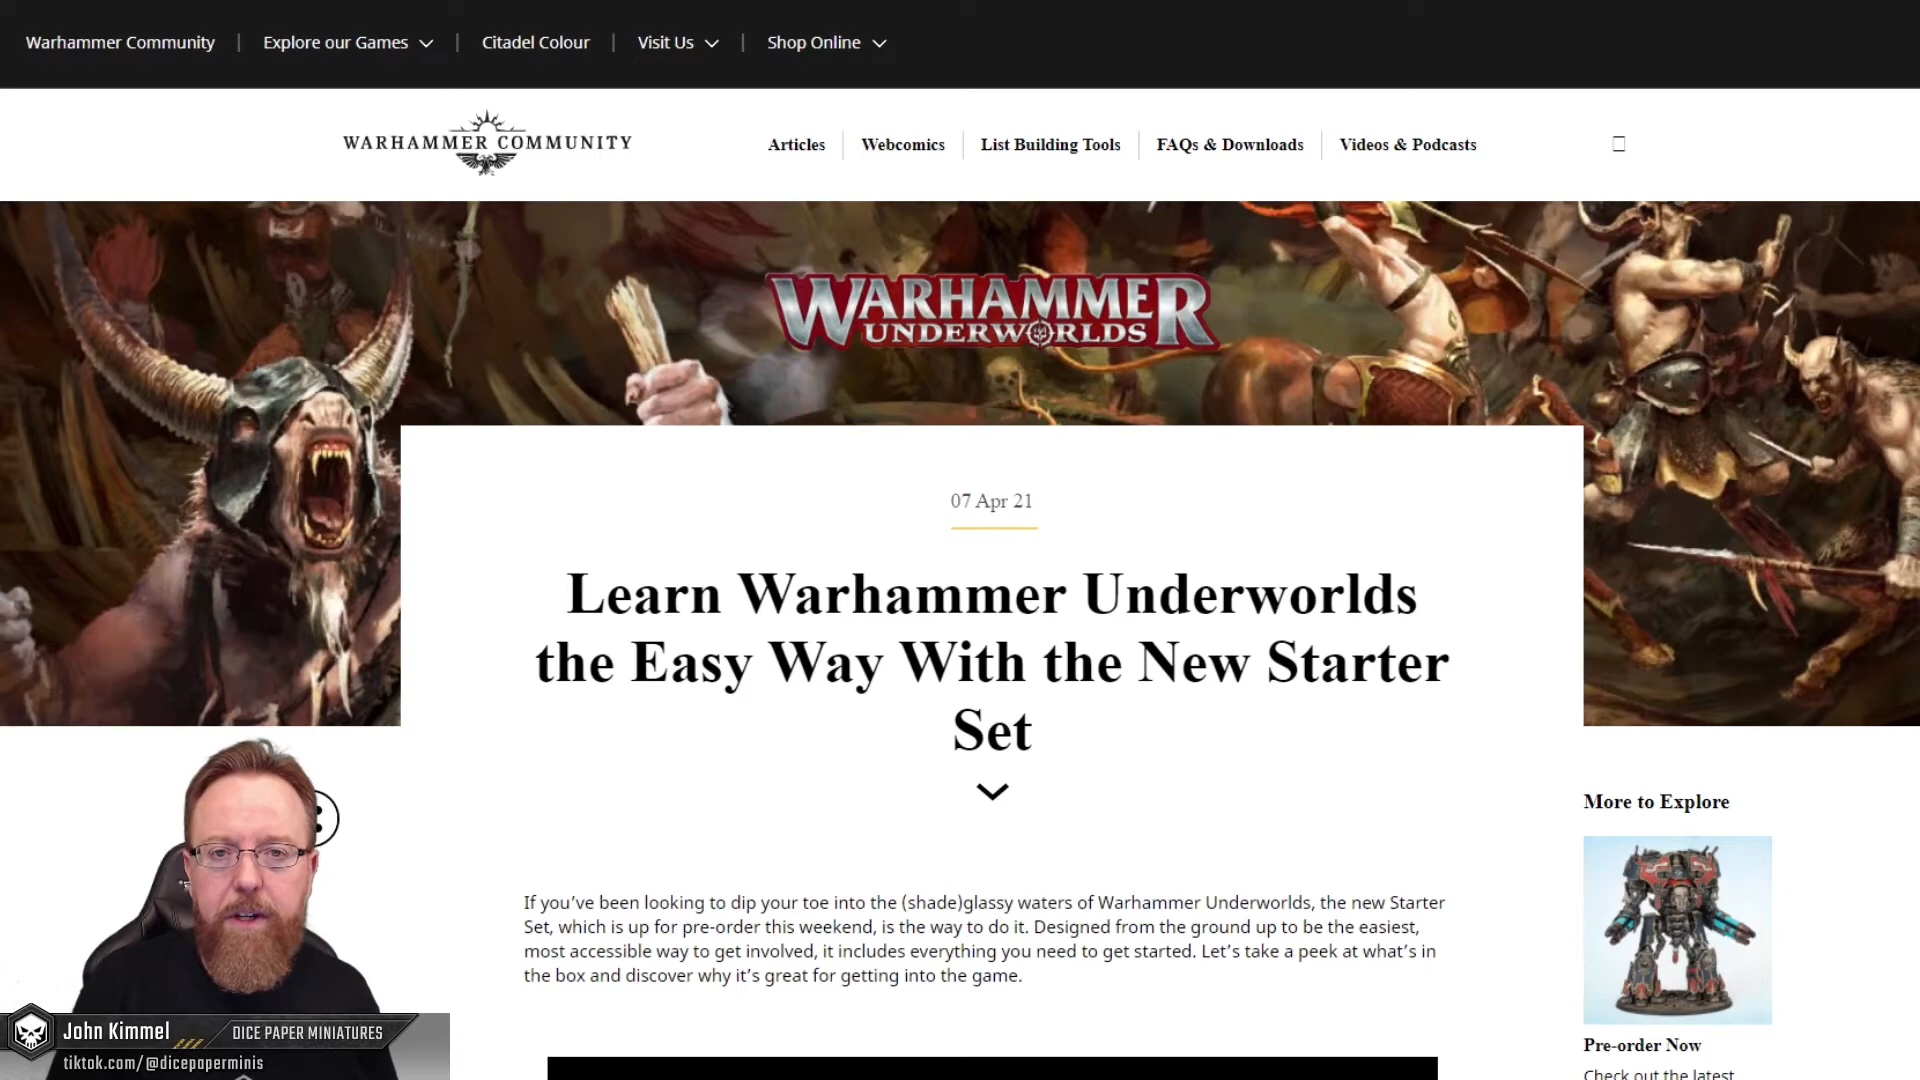 Warhammer Community | Explore our Games | Citadel Colour | Visit Us | Shop Online
WARHAMMER COMMUNITY
Articles | Webcomics | List Building Tools | FAQs & Downloads | Videos & Podcasts
WARHAMMER
UNDERWORLDS
07 Apr 21
Learn Warhammer Underworlds
the Easy Way With the New Starter
Set
If you’ve been looking to dip your toe into the (shade)glassy waters of Warhammer Underworlds, the new Starter
Set, which is up for pre-order this weekend, is the way to do it. Designed from the ground up to be the easiest,
most accessible way to get involved, it includes everything you need to get started. Let’s take a peek at what’s in
the box and discover why it’s great for getting into the game.
More to Explore
Pre-order Now
Check out the latest
John Kimmel
DICE PAPER MINIATURES
tiktok.com/@dicepaperminis